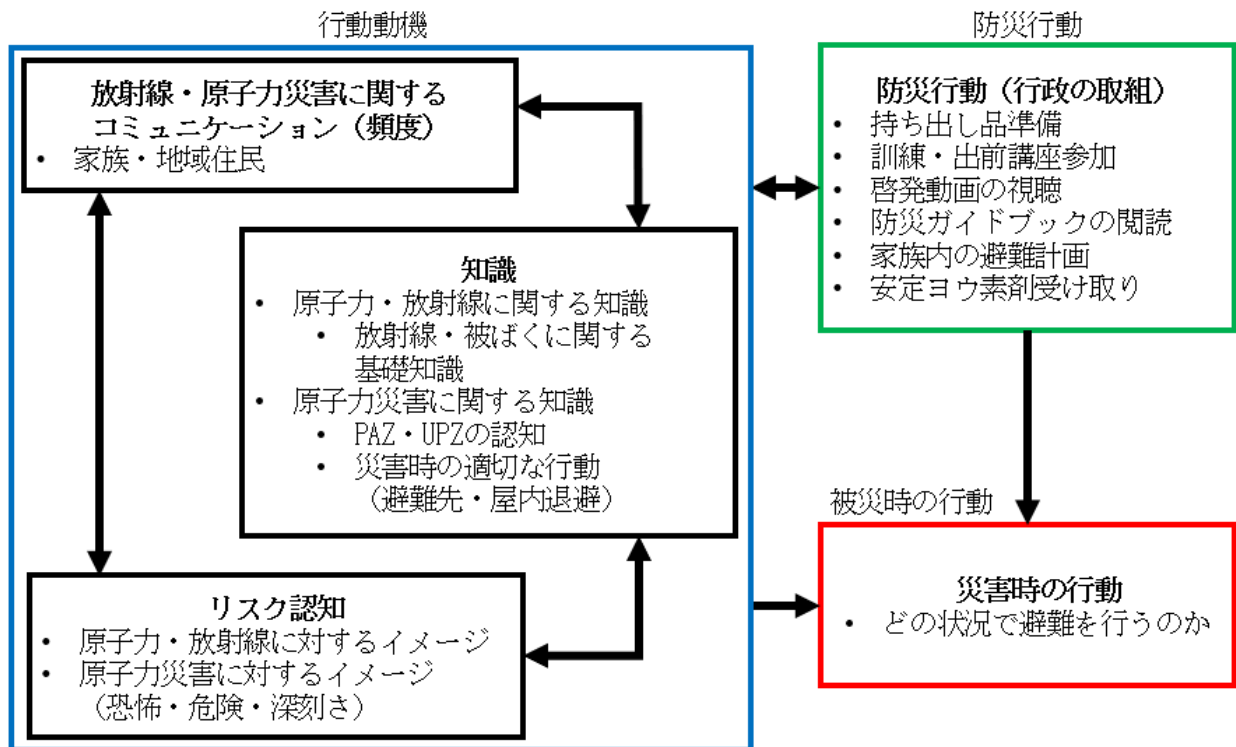 行動動機
放射線・原子力災害に関する
コミュニケーション（頻度）
• 家族・地域住民
知識
• 原子力・放射線に関する知識
• 放射線・被ばくに関する
基礎知識
• 原子力災害に関する知識
• PAZ・UPZの認知
• 災害時の適切な行動
（避難先・屋内退避）
リスク認知
• 原子力・放射線に対するイメージ
• 原子力災害に対するイメージ
（恐怖・危険・深刻さ）
防災行動
防災行動（行政の取組）
• 持ち出し品準備
• 訓練・出前講座参加
• 啓発動画の視聴
• 防災ガイドブックの閲読
• 家族内の避難計画
• 安定ヨウ素剤受け取り
被災時の行動
災害時の行動
• どの状況で避難を行うのか